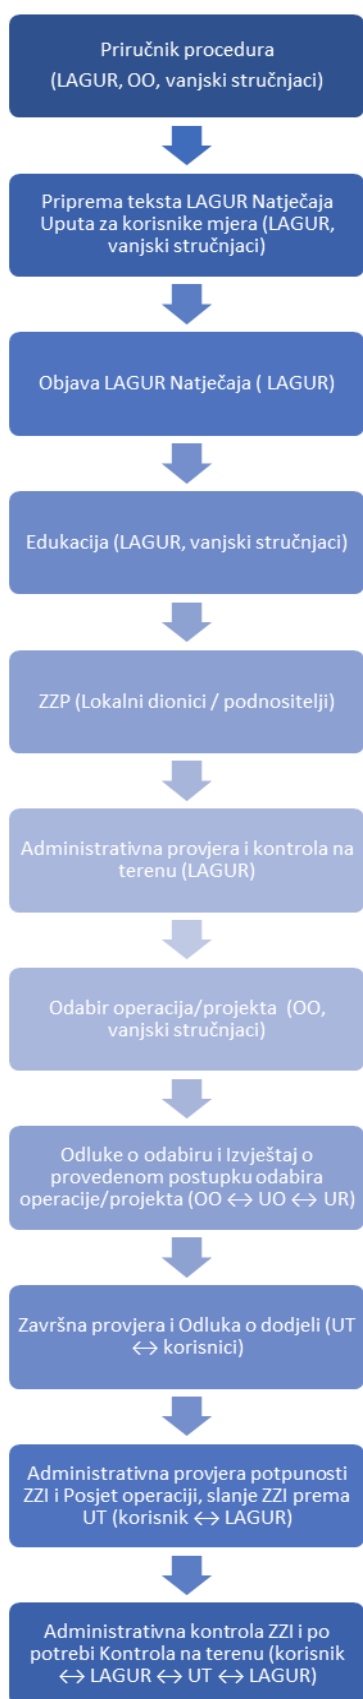 Priručnik procedura
(LAGUR, OO, vanjski stručnjaci)
Priprema teksta LAGUR Natječaja
Uputa za korisnike mjera (LAGUR,
vanjski stručnjaci)
Objava LAGUR Natječaja ( LAGUR)
Edukacija (LAGUR, vanjski stručnjaci)
ZZP (Lokalni dionici / podnositelji)
Administrativna provjera i kontrola na
terenu (LAGUR)
Odabir operacija/projekta (OO,
vanjski stručnjaci)
Odluke o odabiru i Izvještaj o
provedenom postupku odabira
operacije/projekta (OO ↔ UO ↔ UR)
Završna provjera i Odluka o dodjeli (UT
↔ korisnici)
Administrativna provjera potpunosti
ZZI i Posjet operaciji, slanje ZZI prema
UT (korisnik ↔ LAGUR)
Administrativna kontrola ZZI i po
potrebi Kontrola na terenu (korisnik
↔ LAGUR ↔ UT ↔ LAGUR)